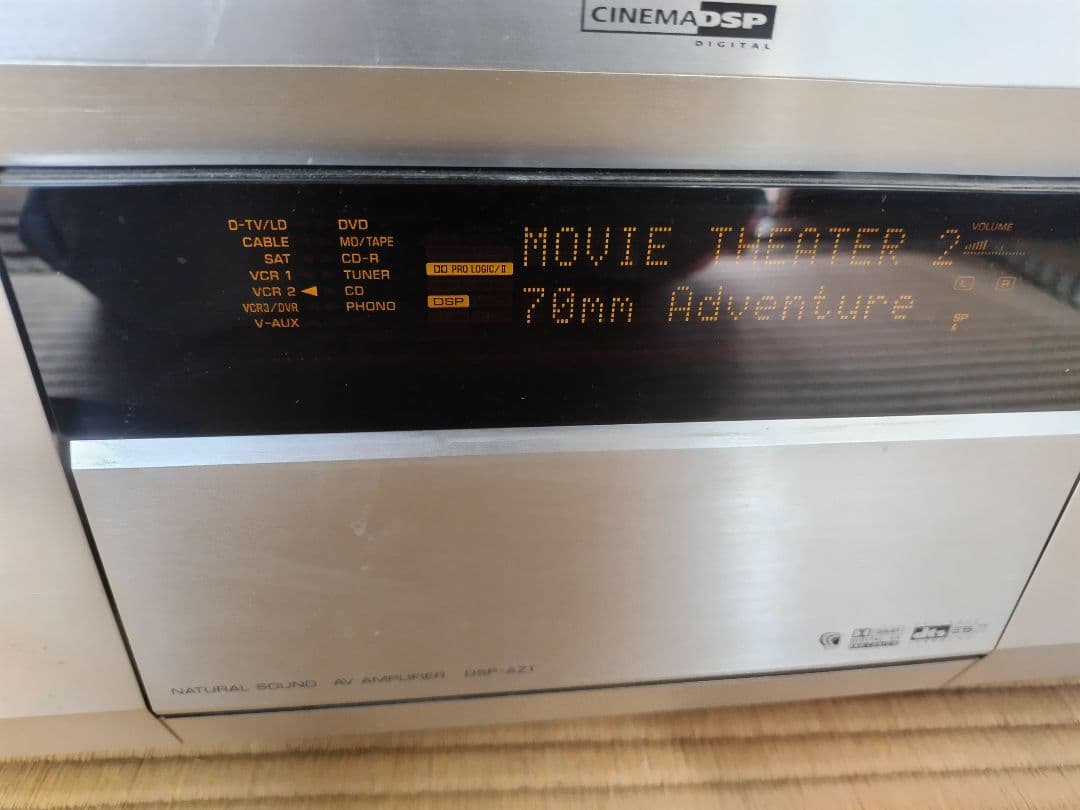 CINEMA DSP
DIGITAL
D-TV/LD
CABLE
SAT
VCR 1
VCR 2
VCR3/DVR
V-AUX
DVD
MD/TAPE
CD-R
TUNER
CD
PHONO
PRO LOGIC/II
DSP
MOVIE THEATER 2
70mm Adventure
VOLUME
L
R
SP
NATURAL SOUND AV AMPLIFIER DSP-AZ1
dts ES